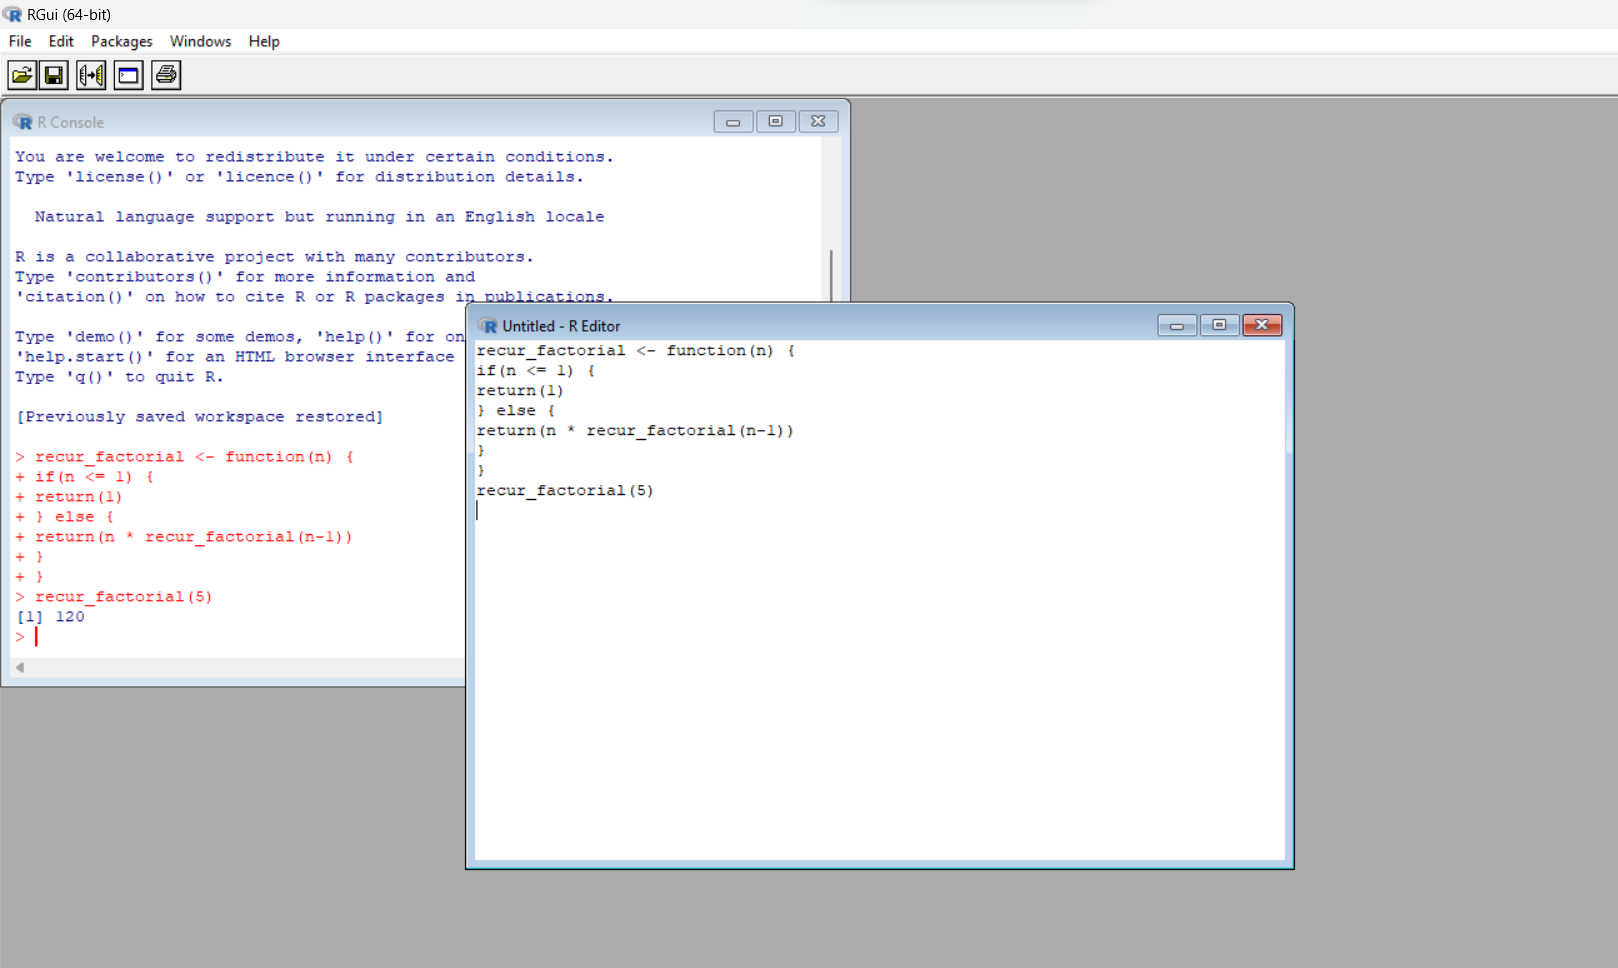 RGui (64-bit)
File Edit Packages Windows Help
R Console
You are welcome to redistribute it under certain conditions.
Type 'license()' or 'licence()' for distribution details.
Natural language support but running in an English locale
R is a collaborative project with many contributors.
Type 'contributors()' for more information and
'citation()' on how to cite R or R packages in publications.
Type 'demo()' for some demos, 'help()' for on
'help.start()' for an HTML browser interface
Type 'q()' to quit R.
[Previously saved workspace restored]
> recur_factorial <- function(n) {
+ if(n <= 1) {
+ return(1)
+ } else {
+ return(n * recur_factorial(n-1))
+ }
+ }
> recur_factorial(5)
[1] 120
>
Untitled - R Editor
recur_factorial <- function(n) {
if(n <= 1) {
return(1)
} else {
return(n * recur_factorial(n-1))
}
}
recur_factorial(5)